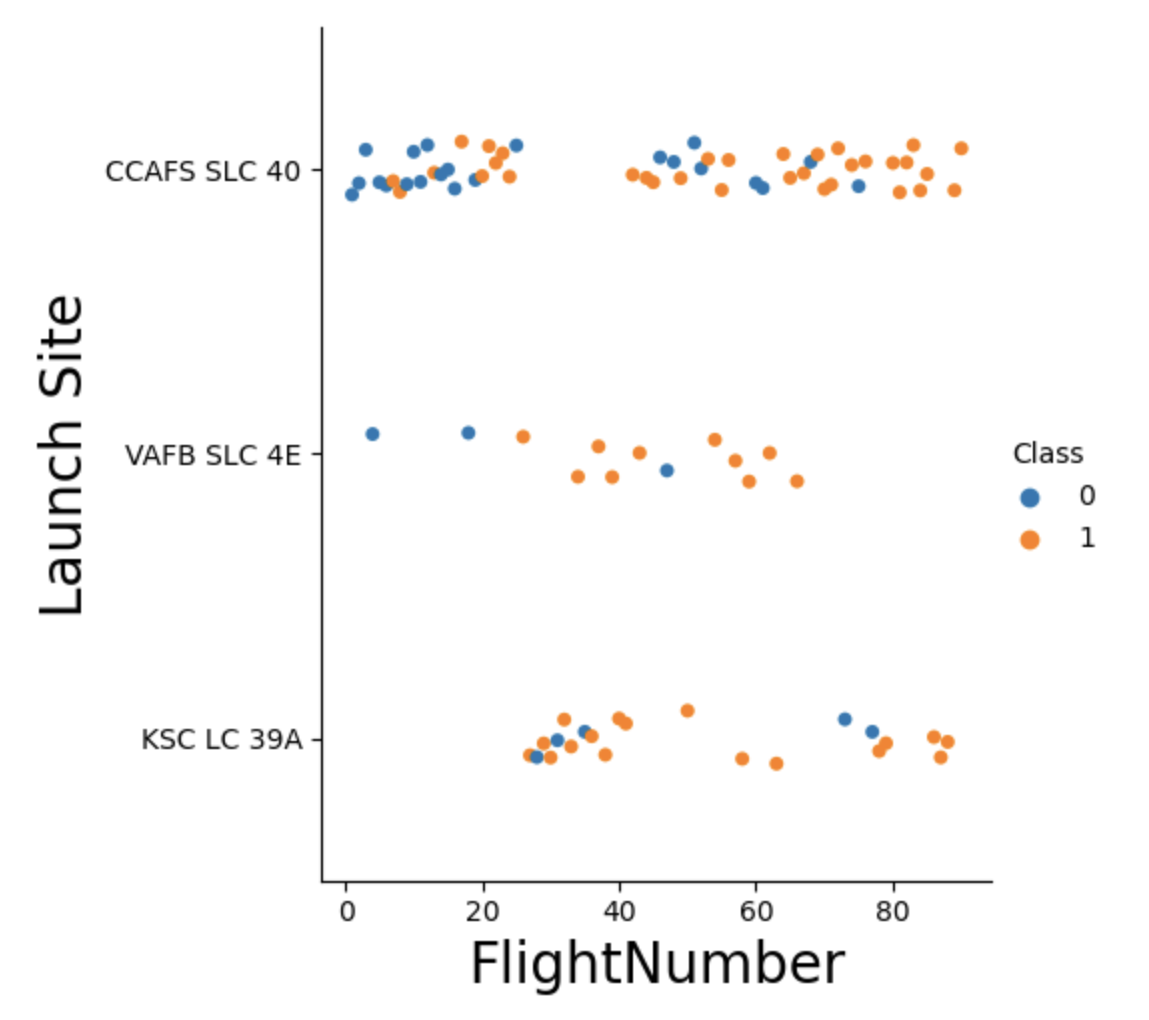 CCAFS SLC 40
VAFB SLC 4E
KSC LC 39A
Launch Site
0 20 40 60 80
FlightNumber
Class
0
1